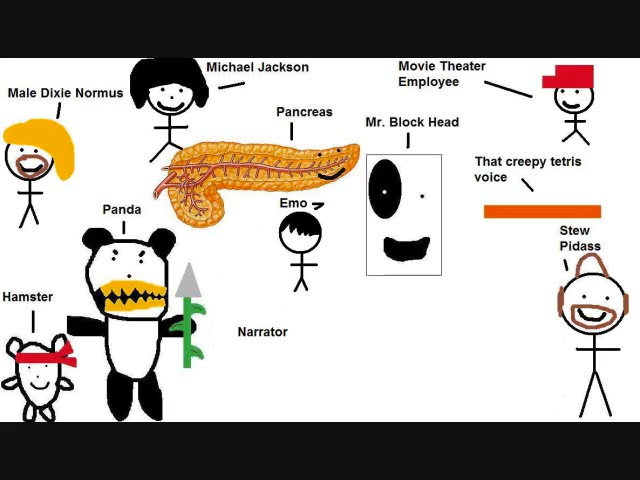 Michael Jackson
Movie Theater
Employee
Male Dixie Normus
Pancreas
Mr. Block Head
That creepy tetris
voice
Emo
Panda
Stew
Pidass
Hamster
Narrator